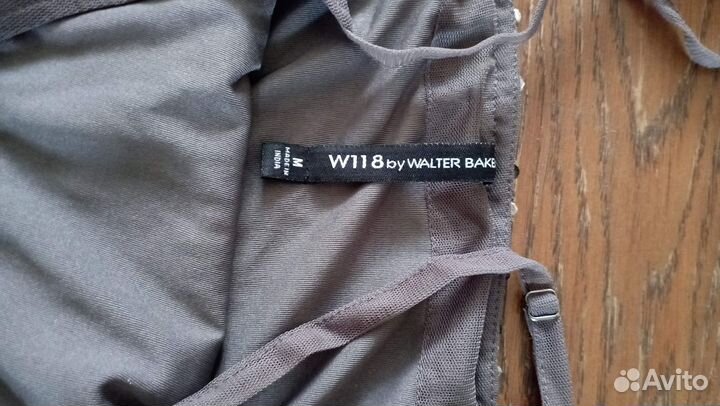 W118 by WALTER BAKE
M
MADE IN
INDIA
Avito